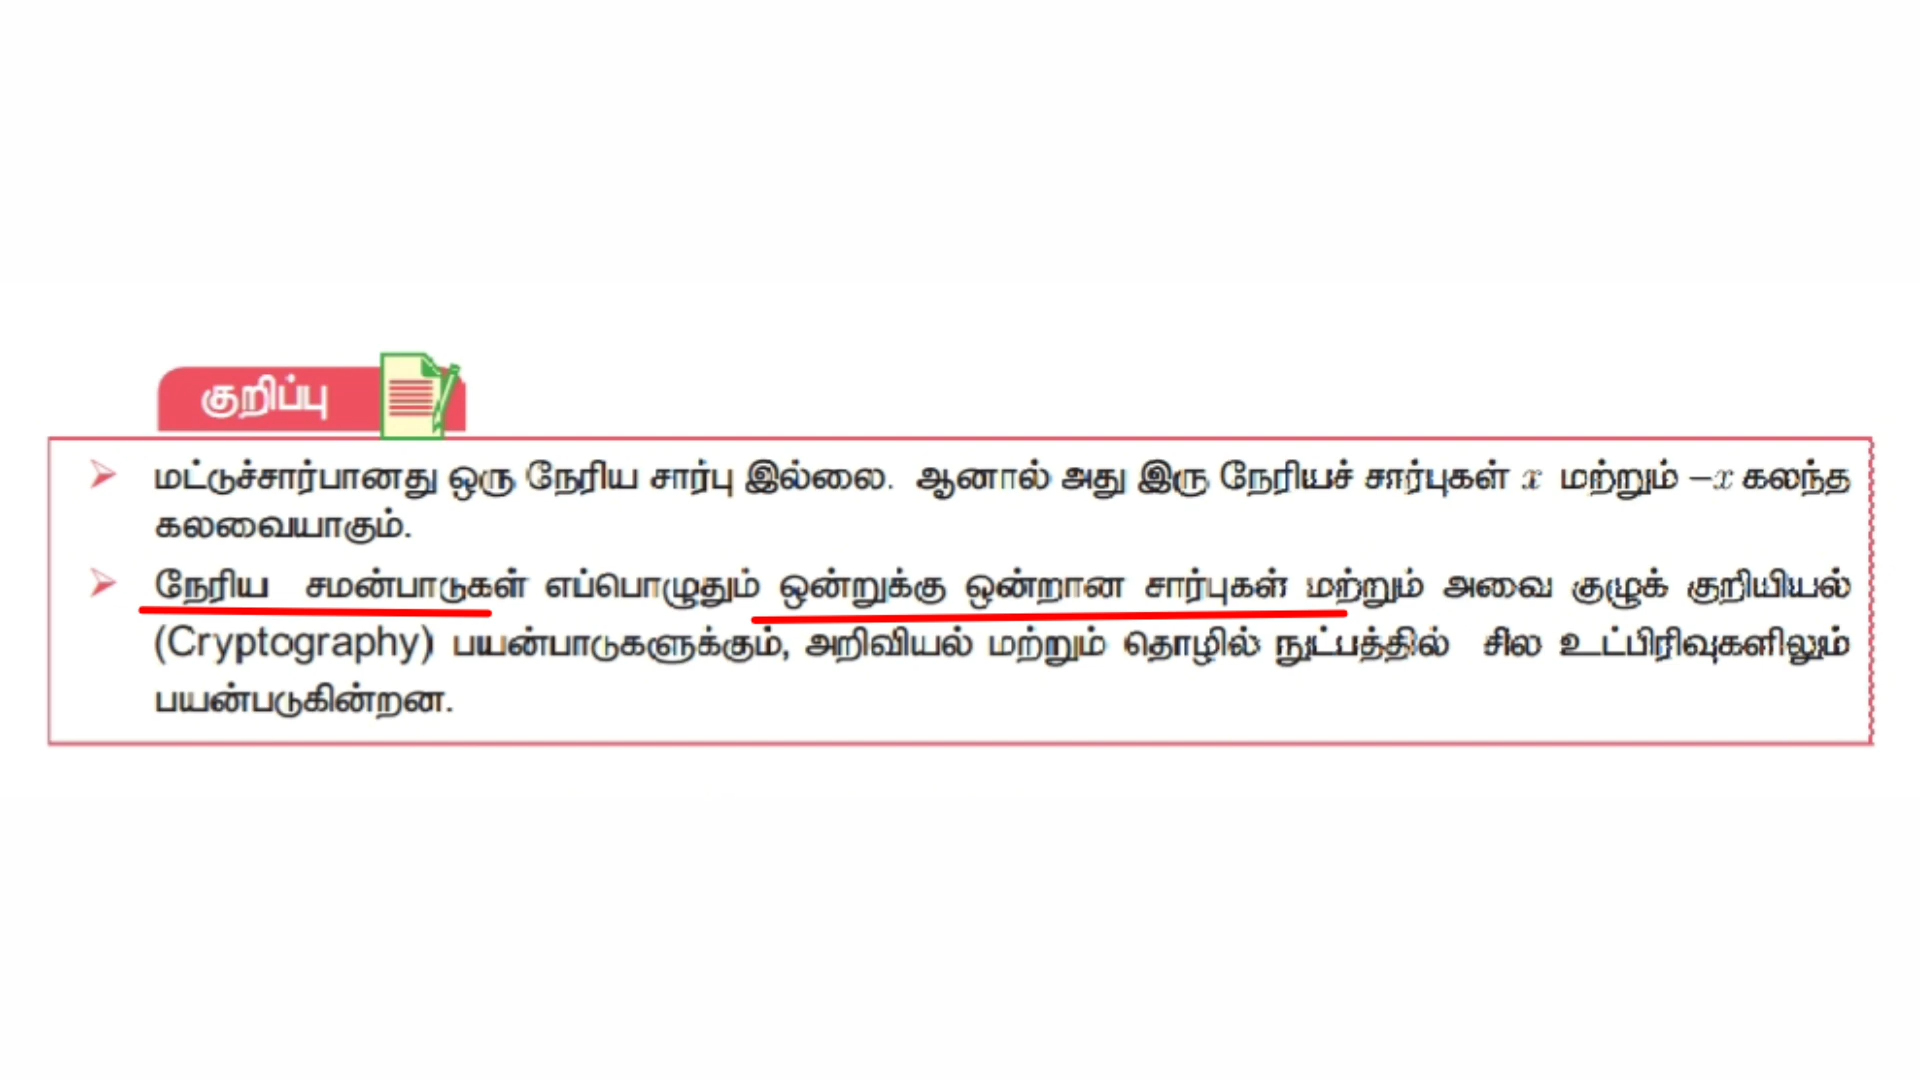 குறிப்பு
மட்டுச்சார்பானது ஒரு நேரிய சார்பு இல்லை. ஆனால் அது இரு நேரியச் சார்புகள் x மற்றும் –x கலந்த
கலவையாகும்.
நேரிய சமன்பாடுகள் எப்பொழுதும் ஒன்றுக்கு ஒன்றான சார்புகள் மற்றும் அவை குழுக் குறியியல்
(Cryptography) பயன்பாடுகளுக்கும், அறிவியல் மற்றும் தொழில் நுட்பத்தில் சில உட்பிரிவுகளிலும்
பயன்படுகின்றன.